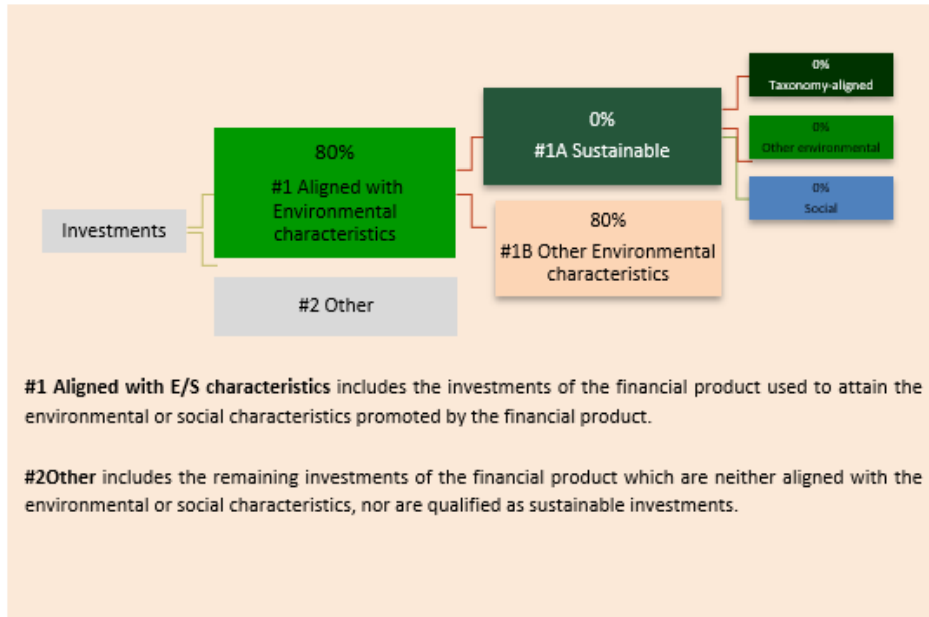 0%
Taxonomy-aligned
0%
#1A Sustainable
80%
#1 Aligned with
Environmental
characteristics
0%
Other environmental
0%
Social
Investments
80%
#1B Other Environmental
characteristics
#2 Other
#1 Aligned with E/S characteristics includes the investments of the financial product used to attain the
environmental or social characteristics promoted by the financial product.
#2Other includes the remaining investments of the financial product which are neither aligned with the
environmental or social characteristics, nor are qualified as sustainable investments.